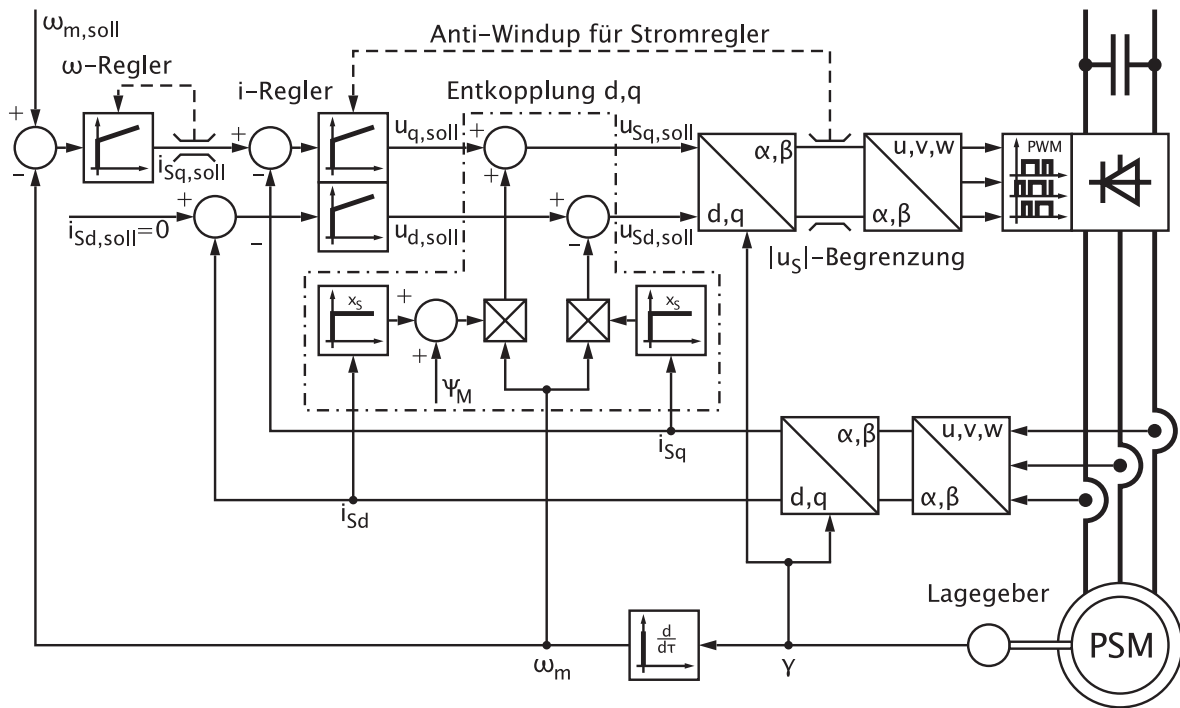 ω_m,soll
Anti-Windup für Stromregler
ω-Regler
i-Regler
Entkopplung d,q
+
-
i_Sq,soll
+
-
u_q,soll
+
+
u_Sq,soll
α,β
d,q
u,v,w
α,β
PWM
i_Sd,soll=0
+
-
u_d,soll
+
-
u_Sd,soll
|u_S|-Begrenzung
x_S
+
+
Ψ_M
x_S
i_Sq
α,β
d,q
u,v,w
α,β
i_Sd
Lagegeber
ω_m
d
dτ
γ
PSM